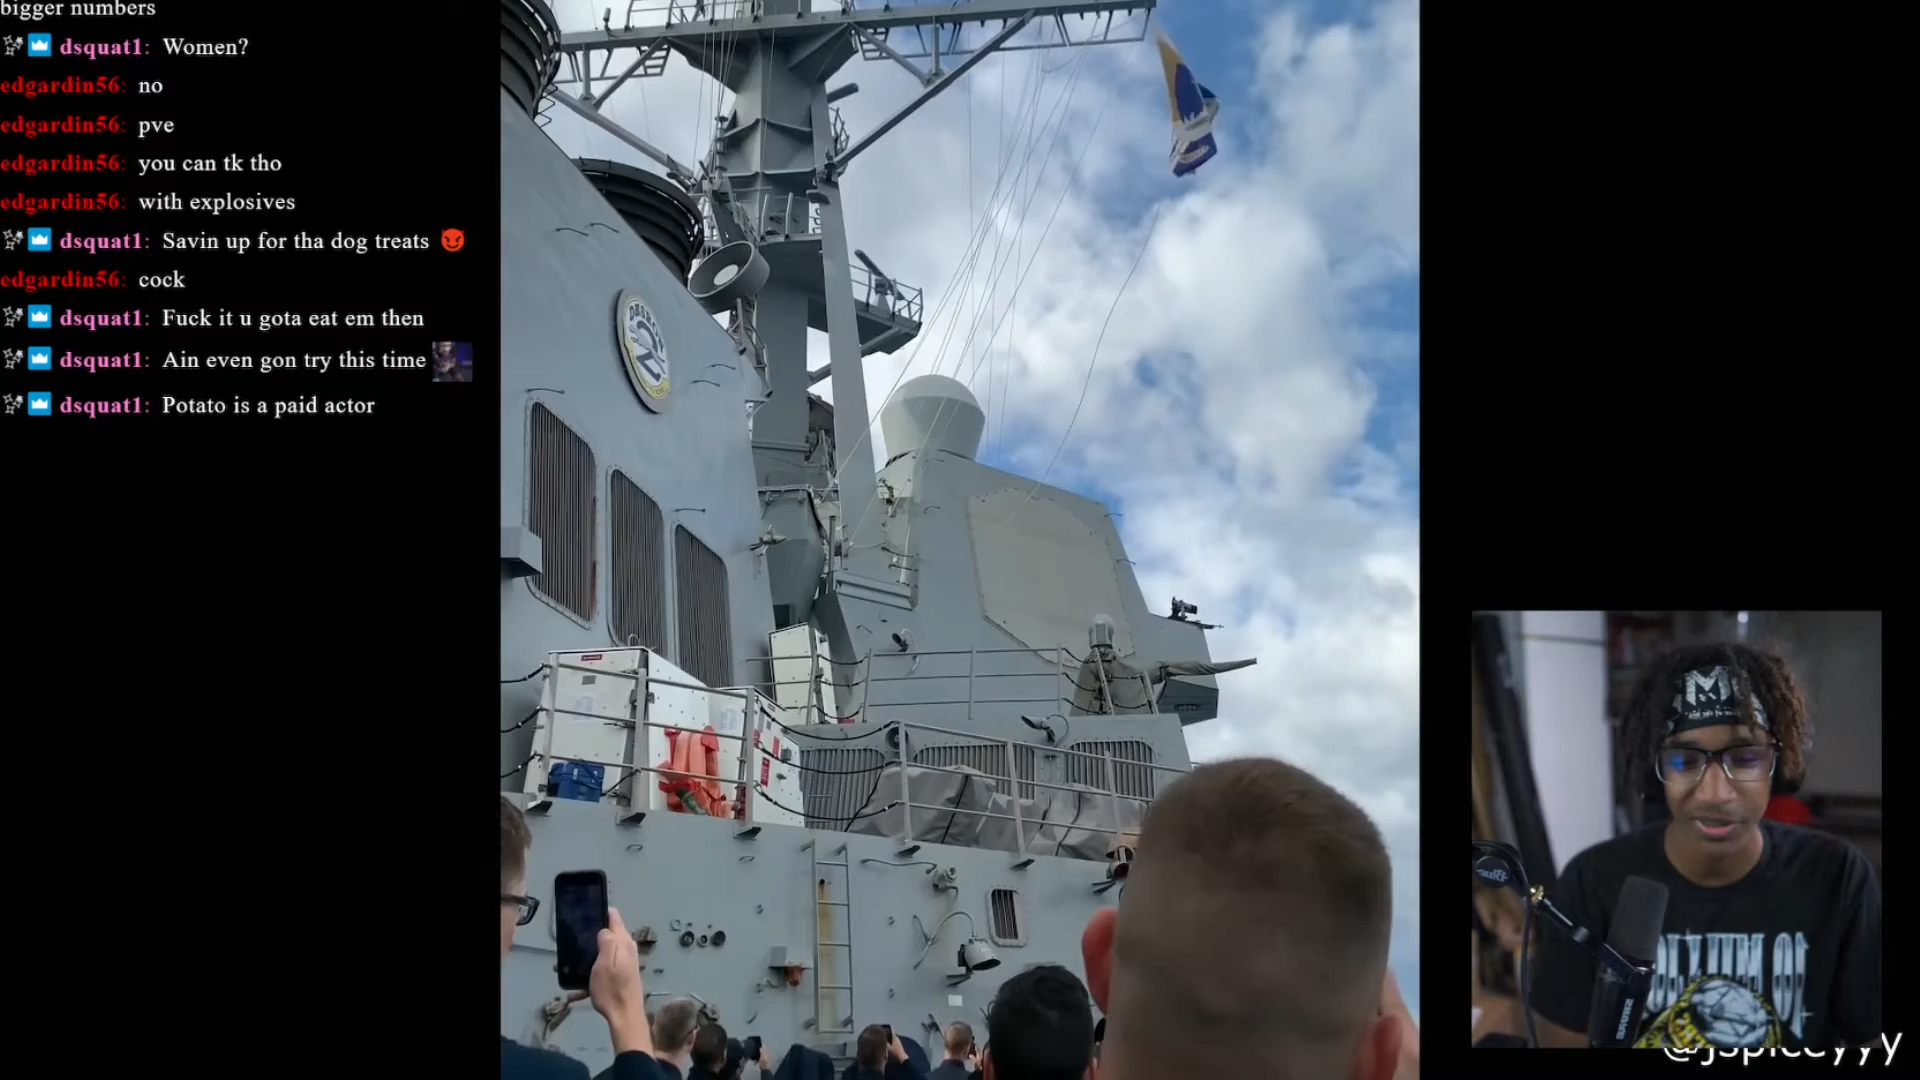 bigger numbers
dsquat1: Women?
edgardin56: no
edgardin56: pve
edgardin56: you can tk tho
edgardin56: with explosives
dsquat1: Savin up for tha dog treats
edgardin56: cock
dsquat1: Fuck it u gota eat em then
dsquat1: Ain even gon try this time
dsquat1: Potato is a paid actor
2
M
@jspiceyyy